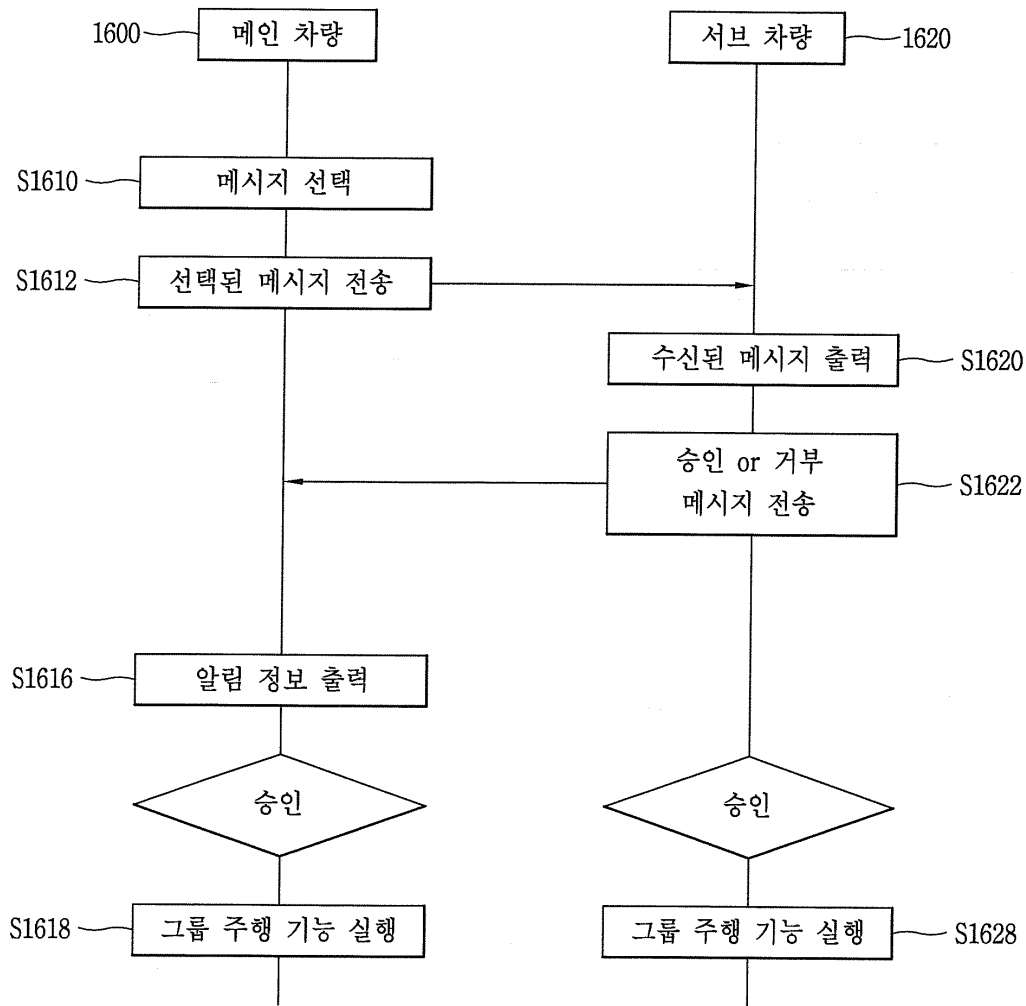 1600
메인 차량
서브 차량
1620
S1610
메시지 선택
S1612
선택된 메시지 전송
수신된 메시지 출력
S1620
승인 or 거부
메시지 전송
S1622
S1616
알림 정보 출력
승인
승인
S1618
그룹 주행 기능 실행
그룹 주행 기능 실행
S1628